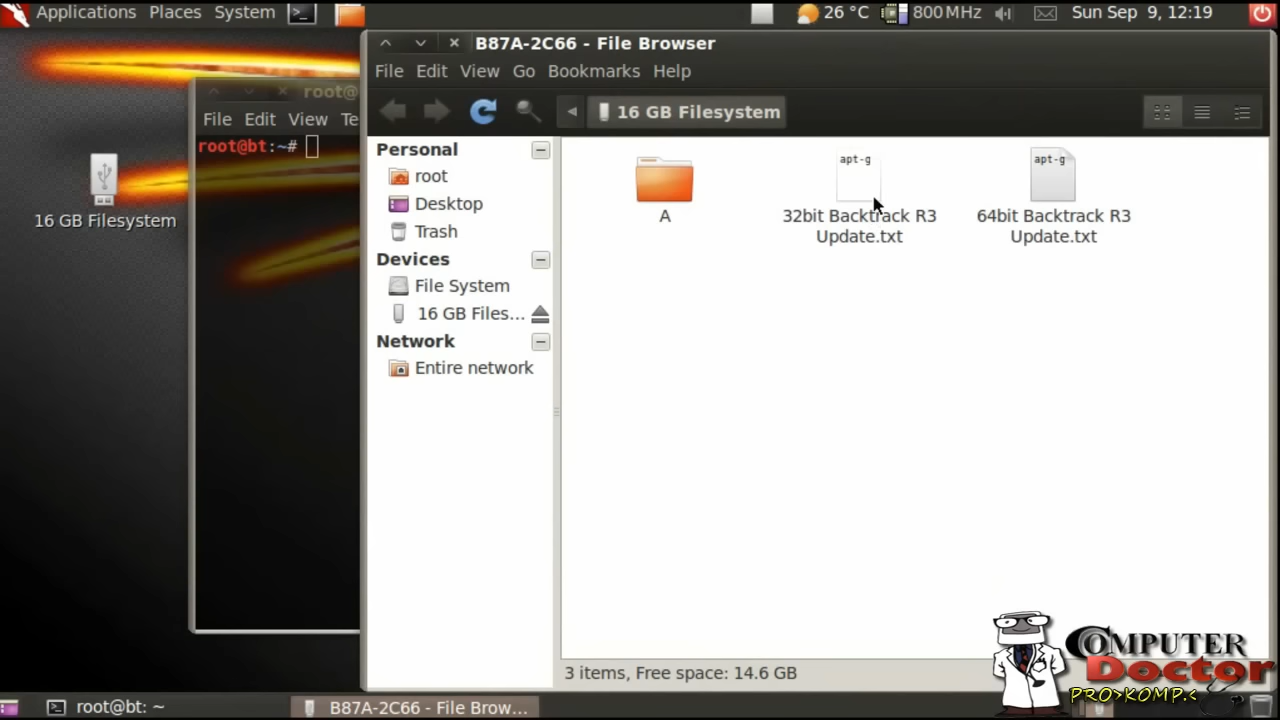 Applications Places System
26 °C 800 MHz Sun Sep 9, 12:19
B87A-2C66 - File Browser
File Edit View Go Bookmarks Help
16 GB Filesystem
root@
File Edit View Te
root@bt:~#
16 GB Filesystem
Personal
root
Desktop
Trash
Devices
File System
16 GB Files...
Network
Entire network
A
apt-g
32bit Backtrack R3
Update.txt
apt-g
64bit Backtrack R3
Update.txt
3 items, Free space: 14.6 GB
COMPUTER
Doctor
PRO>KOMP.<
root@bt: ~
B87A-2C66 - File Brow...